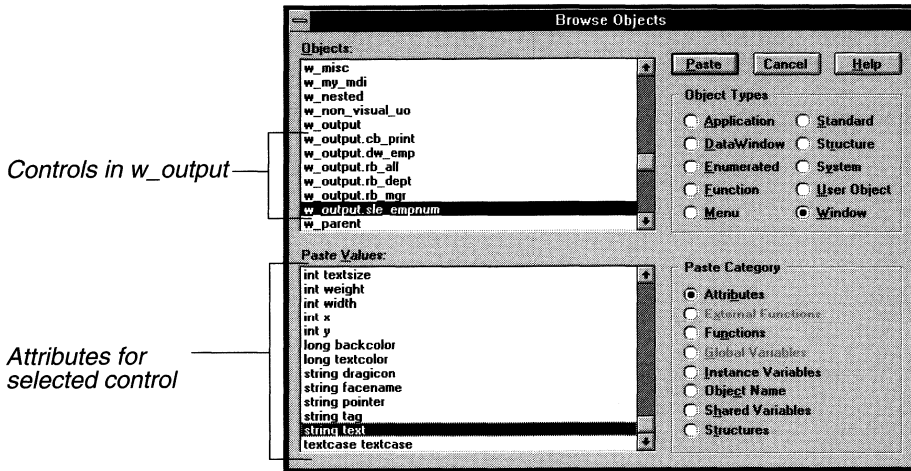 Browse Objects
Objects:
w_misc
w_my_mdi
w_nested
w_non_visual_uo
w_output
w_output.cb_print
w_output.dw_emp
w_output.rb_all
w_output.rb_dept
w_output.rb_mgr
w_output.sle_empnum
w_parent
Paste Cancel Help
Object Types
Application Standard
DataWindow Structure
Enumerated System
Function User Object
Menu Window
Controls in w_output
Paste Values:
int textsize
int weight
int width
int x
int y
long backcolor
long textcolor
string dragicon
string facename
string pointer
string tag
string text
textcase textcase
Paste Category
Attributes
External Functions
Functions
Global Variables
Instance Variables
Object Name
Shared Variables
Structures
Attributes for
selected control